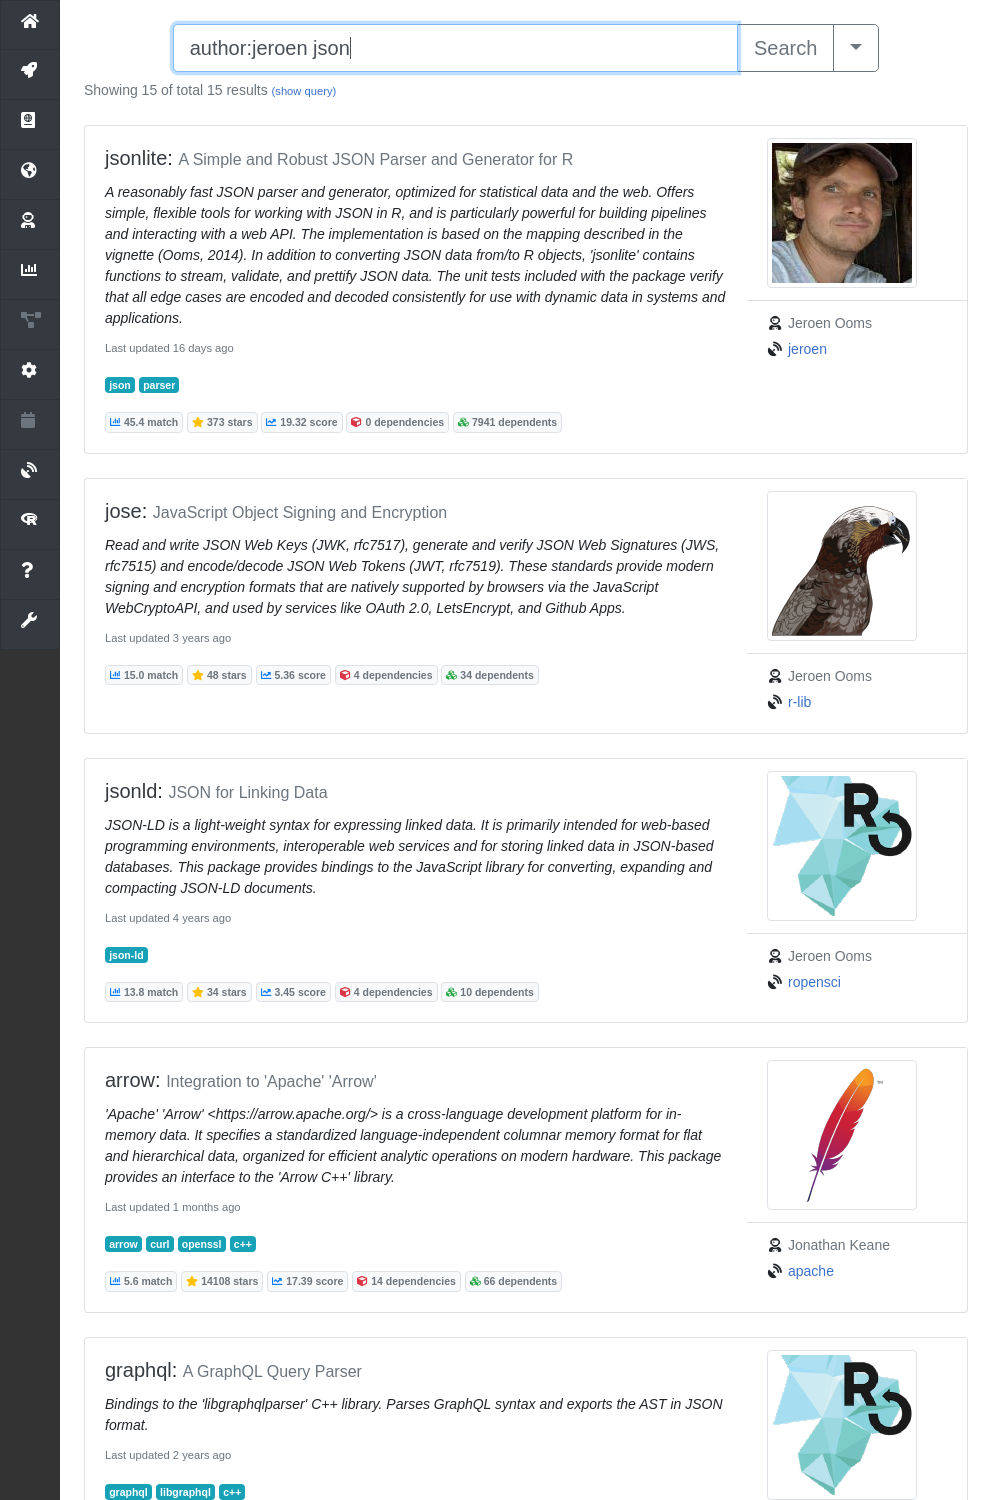 author:jeroen json
Search
Showing 15 of total 15 results (show query)
jsonlite: A Simple and Robust JSON Parser and Generator for R
A reasonably fast JSON parser and generator, optimized for statistical data and the web. Offers
simple, flexible tools for working with JSON in R, and is particularly powerful for building pipelines
and interacting with a web API. The implementation is based on the mapping described in the
vignette (Ooms, 2014). In addition to converting JSON data from/to R objects, 'jsonlite' contains
functions to stream, validate, and prettify JSON data. The unit tests included with the package verify
that all edge cases are encoded and decoded consistently for use with dynamic data in systems and
applications.
Last updated 16 days ago
json parser
45.4 match 373 stars 19.32 score 0 dependencies 7941 dependents
Jeroen Ooms
jeroen
jose: JavaScript Object Signing and Encryption
Read and write JSON Web Keys (JWK, rfc7517), generate and verify JSON Web Signatures (JWS,
rfc7515) and encode/decode JSON Web Tokens (JWT, rfc7519). These standards provide modern
signing and encryption formats that are natively supported by browsers via the JavaScript
WebCryptoAPI, and used by services like OAuth 2.0, LetsEncrypt, and Github Apps.
Last updated 3 years ago
15.0 match 48 stars 5.36 score 4 dependencies 34 dependents
Jeroen Ooms
r-lib
jsonld: JSON for Linking Data
JSON-LD is a light-weight syntax for expressing linked data. It is primarily intended for web-based
programming environments, interoperable web services and for storing linked data in JSON-based
databases. This package provides bindings to the JavaScript library for converting, expanding and
compacting JSON-LD documents.
Last updated 4 years ago
json-ld
13.8 match 34 stars 3.45 score 4 dependencies 10 dependents
R
Jeroen Ooms
ropensci
arrow: Integration to 'Apache' 'Arrow'
'Apache' 'Arrow' <https://arrow.apache.org/> is a cross-language development platform for in-
memory data. It specifies a standardized language-independent columnar memory format for flat
and hierarchical data, organized for efficient analytic operations on modern hardware. This package
provides an interface to the 'Arrow C++' library.
Last updated 1 months ago
arrow curl openssl c++
5.6 match 14108 stars 17.39 score 14 dependencies 66 dependents
TM
Jonathan Keane
apache
graphql: A GraphQL Query Parser
Bindings to the 'libgraphqlparser' C++ library. Parses GraphQL syntax and exports the AST in JSON
format.
Last updated 2 years ago
graphql libgraphql c++
R